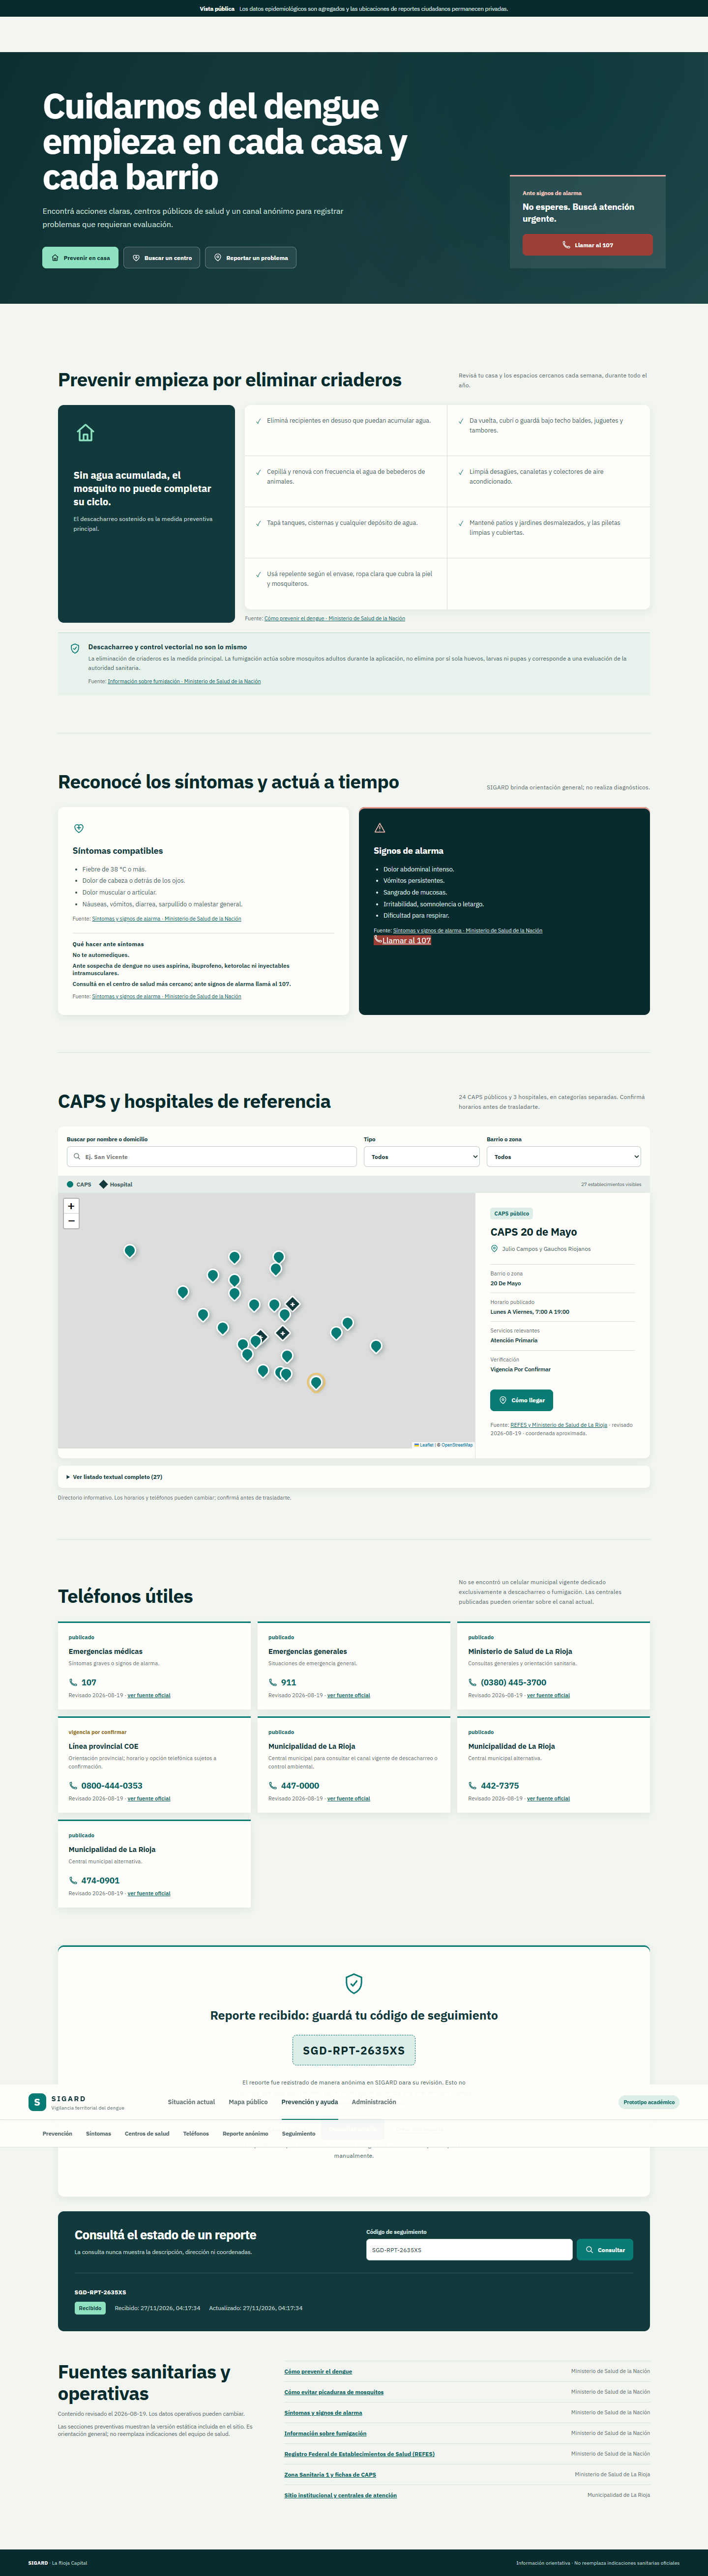 Vista pública Los datos epidemiológicos son agregados y las ubicaciones de reportes ciudadanos permanecen privadas.
Cuidarnos del dengue
empieza en cada casa y
cada barrio
Encontrá acciones claras, centros públicos de salud y un canal anónimo para registrar
problemas que requieran evaluación.
Prevenir en casa
Buscar un centro
Reportar un problema
Ante signos de alarma
No esperes. Buscá atención
urgente.
Llamar al 107
Prevenir empieza por eliminar criaderos
Revisá tu casa y los espacios cercanos cada semana, durante todo el
año.
Sin agua acumulada, el
mosquito no puede completar
su ciclo.
El descacharreo sostenido es la medida preventiva
principal.
Eliminá recipientes en desuso que puedan acumular agua.
Da vuelta, cubrí o guardá bajo techo baldes, juguetes y
tambores.
Cepillá y renová con frecuencia el agua de bebederos de
animales.
Limpiá desagües, canaletas y colectores de aire
acondicionado.
Tapá tanques, cisternas y cualquier depósito de agua.
Mantené patios y jardines desmalezados, y las piletas
limpias y cubiertas.
Usá repelente según el envase, ropa clara que cubra la piel
y mosquiteros.
Fuente: Cómo prevenir el dengue · Ministerio de Salud de la Nación
Descacharreo y control vectorial no son lo mismo
La eliminación de criaderos es la medida principal. La fumigación actúa sobre mosquitos adultos durante la aplicación, no elimina por sí sola huevos, larvas ni pupas y corresponde a una evaluación de la
autoridad sanitaria.
Fuente: Información sobre fumigación · Ministerio de Salud de la Nación
Reconocé los síntomas y actuá a tiempo
SIGARD brinda orientación general; no realiza diagnósticos.
Síntomas compatibles
Fiebre de 38 °C o más.
Dolor de cabeza o detrás de los ojos.
Dolor muscular o articular.
Náuseas, vómitos, diarrea, sarpullido o malestar general.
Fuente: Síntomas y signos de alarma · Ministerio de Salud de la Nación
Qué hacer ante síntomas
No te automediques.
Ante sospecha de dengue no uses aspirina, ibuprofeno, ketorolac ni inyectables
intramusculares.
Consultá en el centro de salud más cercano; ante signos de alarma llamá al 107.
Fuente: Síntomas y signos de alarma · Ministerio de Salud de la Nación
Signos de alarma
Dolor abdominal intenso.
Vómitos persistentes.
Sangrado de mucosas.
Irritabilidad, somnolencia o letargo.
Dificultad para respirar.
Fuente: Síntomas y signos de alarma · Ministerio de Salud de la Nación
Llamar al 107
CAPS y hospitales de referencia
24 CAPS públicos y 3 hospitales, en categorías separadas. Confirmá
horarios antes de trasladarte.
Buscar por nombre o domicilio
Ej. San Vicente
Tipo
Todos
Barrio o zona
Todos
CAPS
Hospital
27 establecimientos visibles
+
−
Leaflet | © OpenStreetMap
CAPS público
CAPS 20 de Mayo
Julio Campos y Gauchos Riojanos
Barrio o zona
20 De Mayo
Horario publicado
Lunes A Viernes, 7:00 A 19:00
Servicios relevantes
Atención Primaria
Verificación
Vigencia Por Confirmar
Cómo llegar
Fuente: REFES y Ministerio de Salud de La Rioja · revisado
2026-08-19 · coordenada aproximada.
Ver listado textual completo (27)
Directorio informativo. Los horarios y teléfonos pueden cambiar; confirmá antes de trasladarte.
Teléfonos útiles
No se encontró un celular municipal vigente dedicado
exclusivamente a descacharreo o fumigación. Las centrales
publicadas pueden orientar sobre el canal actual.
publicado
Emergencias médicas
Síntomas graves o signos de alarma.
107
Revisado 2026-08-19 · ver fuente oficial
publicado
Emergencias generales
Situaciones de emergencia general.
911
Revisado 2026-08-19 · ver fuente oficial
publicado
Ministerio de Salud de La Rioja
Consultas generales y orientación sanitaria.
(0380) 445-3700
Revisado 2026-08-19 · ver fuente oficial
vigencia por confirmar
Línea provincial COE
Orientación provincial; horario y opción telefónica sujetos a
confirmación.
0800-444-0353
Revisado 2026-08-19 · ver fuente oficial
publicado
Municipalidad de La Rioja
Central municipal para consultar el canal vigente de descacharreo o
control ambiental.
447-0000
Revisado 2026-08-19 · ver fuente oficial
publicado
Municipalidad de La Rioja
Central municipal alternativa.
442-7375
Revisado 2026-08-19 · ver fuente oficial
publicado
Municipalidad de La Rioja
Central municipal alternativa.
474-0901
Revisado 2026-08-19 · ver fuente oficial
Reporte recibido: guardá tu código de seguimiento
SGD-RPT-2635XS
El reporte fue registrado de manera anónima en SIGARD para su revisión. Esto no
S
SIGARD
Vigilancia territorial del dengue
Situación actual
Mapa público
Prevención y ayuda
Administración
Prototipo académico
Prevención
Síntomas
Centros de salud
Teléfonos
Reporte anónimo
Seguimiento
manualmente.
Consultá el estado de un reporte
La consulta nunca muestra la descripción, dirección ni coordenadas.
Código de seguimiento
SGD-RPT-2635XS
Consultar
SGD-RPT-2635XS
Recibido
Recibido: 27/11/2026, 04:17:34
Actualizado: 27/11/2026, 04:17:34
Fuentes sanitarias y
operativas
Contenido revisado el 2026-08-19. Los datos operativos pueden cambiar.
Las secciones preventivas muestran la versión estática incluida en el sitio. Es
orientación general; no reemplaza indicaciones del equipo de salud.
Cómo prevenir el dengue
Ministerio de Salud de la Nación
Cómo evitar picaduras de mosquitos
Ministerio de Salud de la Nación
Síntomas y signos de alarma
Ministerio de Salud de la Nación
Información sobre fumigación
Ministerio de Salud de la Nación
Registro Federal de Establecimientos de Salud (REFES)
Ministerio de Salud de la Nación
Zona Sanitaria 1 y fichas de CAPS
Ministerio de Salud de La Rioja
Sitio institucional y centrales de atención
Municipalidad de La Rioja
SIGARD · La Rioja Capital
Información orientativa · No reemplaza indicaciones sanitarias oficiales